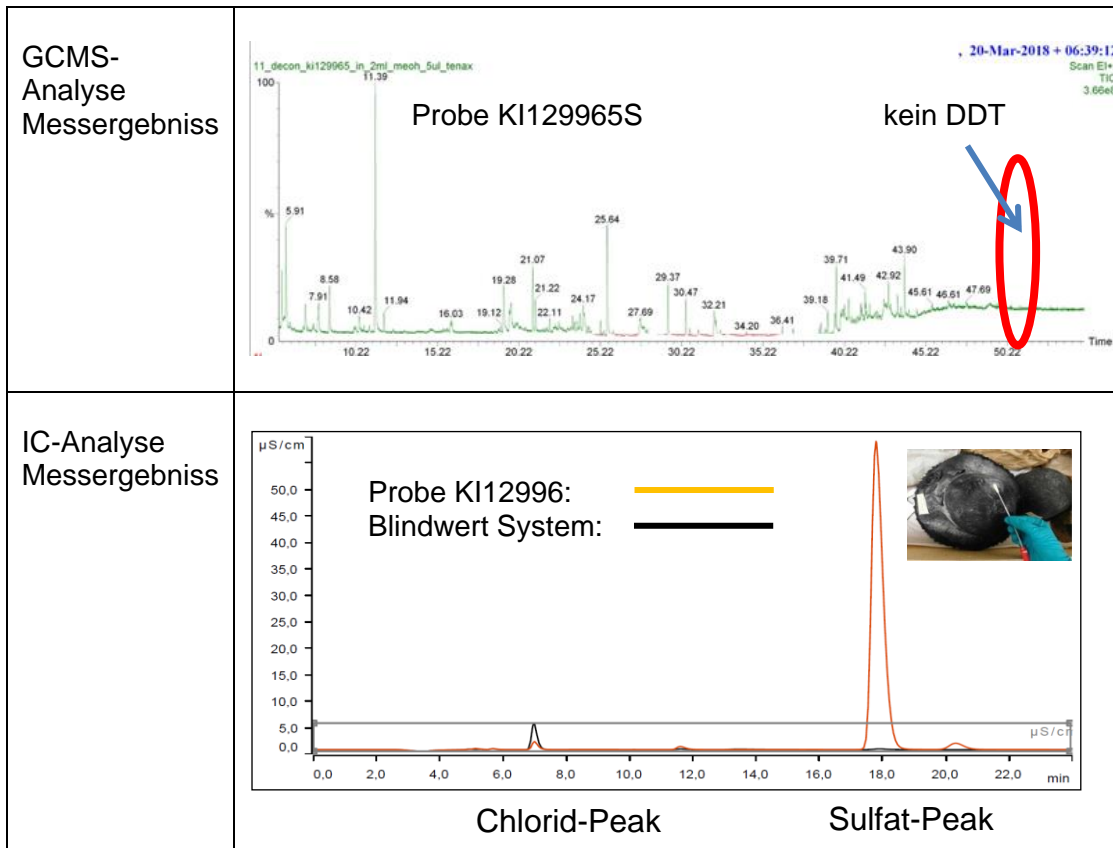 GCMS-
Analyse
Messergebniss
, 20-Mar-2018 + 06:39:12
11_decon_ki129965_in_2ml_meoh_5ul_tenax
Scan EI+
TIC
3.66e8
Probe KI129965S
kein DDT
100
%
0
5.91
7.91
8.58
10.42
11.39
11.94
16.03
19.12
19.28
21.07
21.22
22.11
24.17
25.64
27.69
29.37
30.47
32.21
34.20
36.41
39.18
39.71
41.49
42.92
43.90
45.61
46.61
47.69
10.22 15.22 20.22 25.22 30.22 35.22 40.22 45.22 50.22
Time
IC-Analyse
Messergebniss
µS/cm
Probe KI12996:
Blindwert System:
50,0
45,0
40,0
35,0
30,0
25,0
20,0
15,0
10,0
5,0
0,0
µS/cm
0,0 2,0 4,0 6,0 8,0 10,0 12,0 14,0 16,0 18,0 20,0 22,0 min
Chlorid-Peak Sulfat-Peak